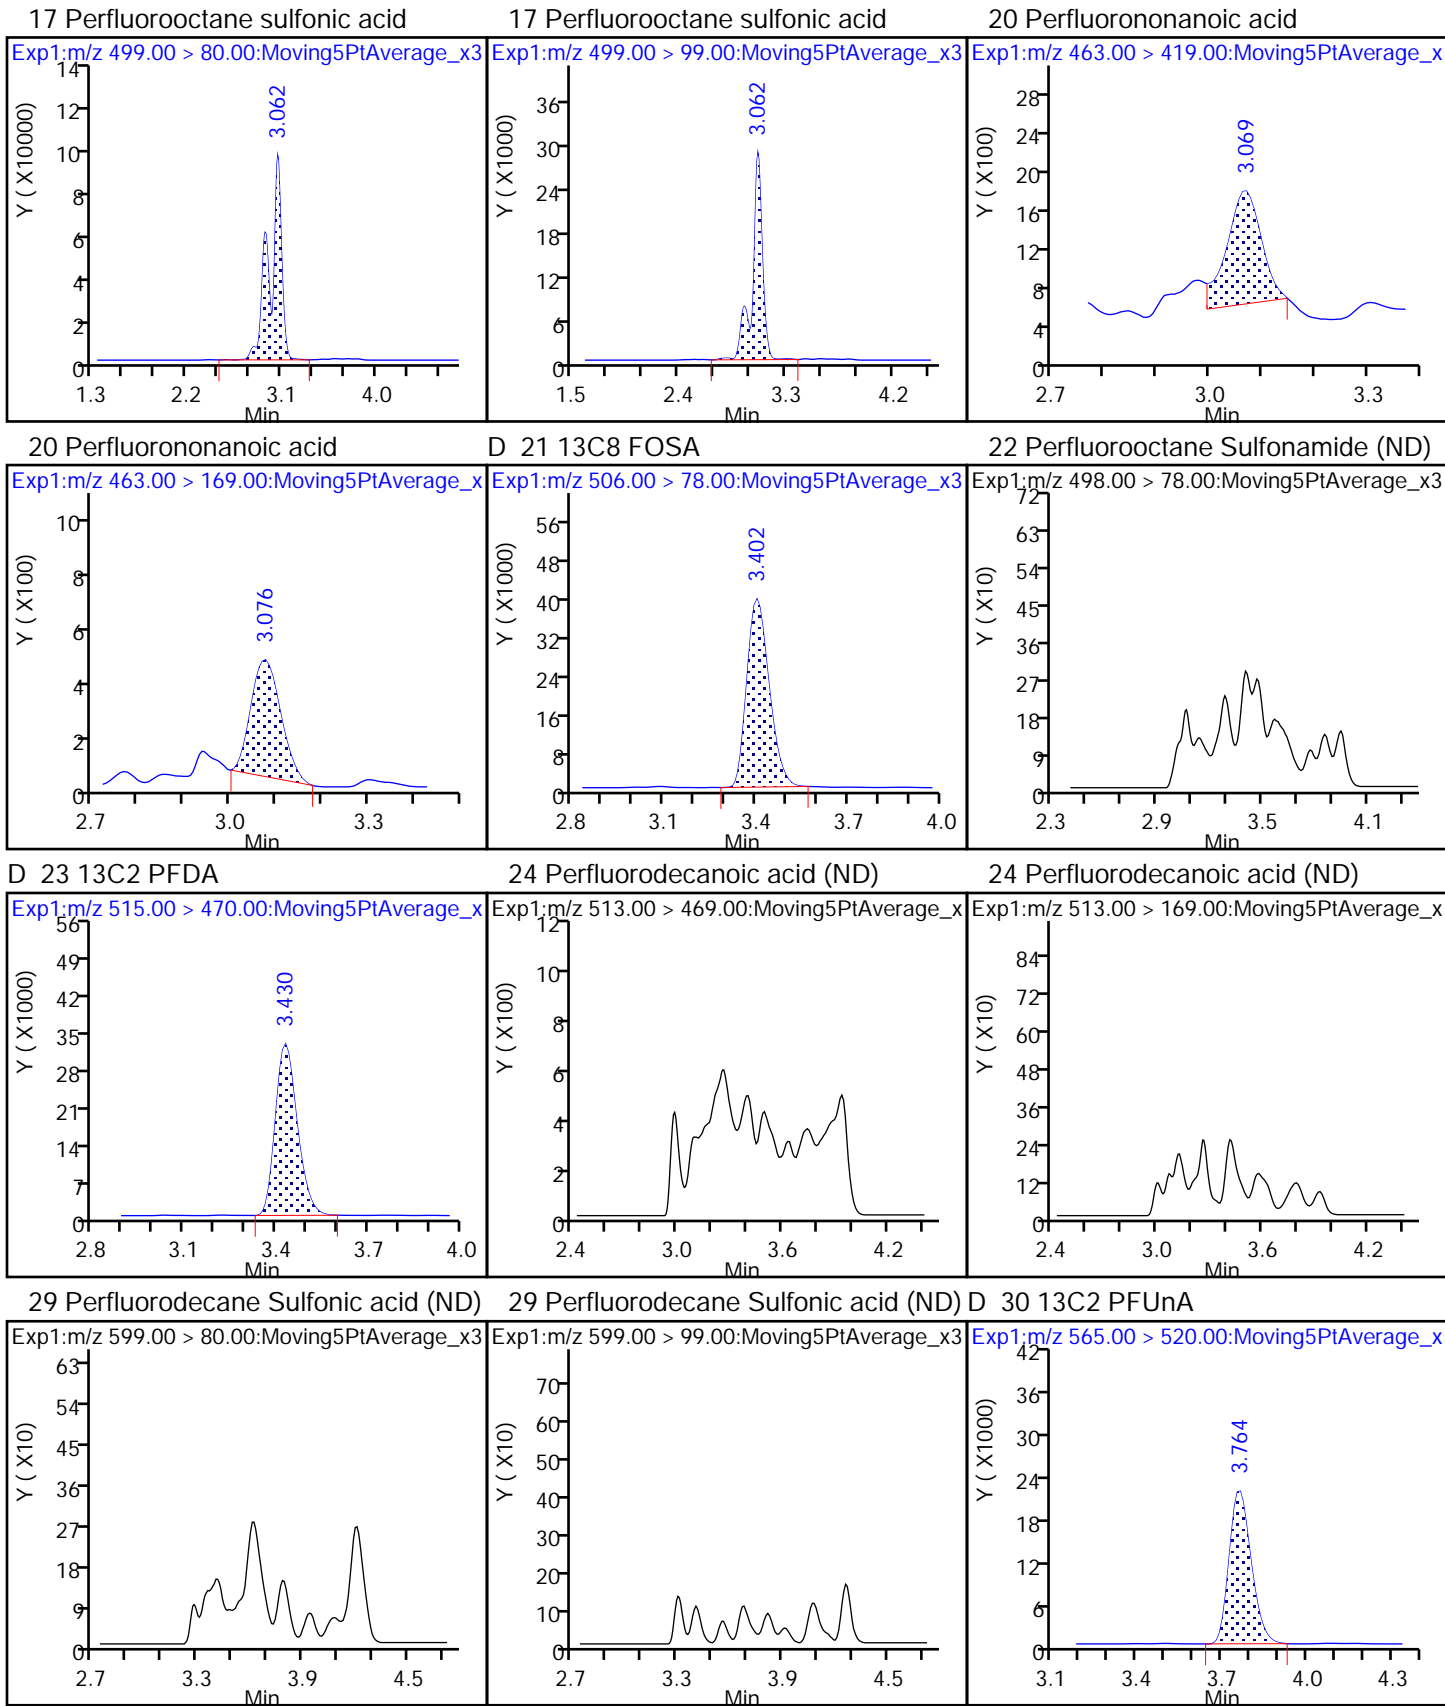 17 Perfluorooctane sulfonic acid
Exp1:m/z 499.00 > 80.00:Moving5PtAverage_x3
Y ( X10000)
14
12
10
8
6
4
2
0
3.062
1.3 2.2 3.1 4.0
Min
17 Perfluorooctane sulfonic acid
Exp1:m/z 499.00 > 99.00:Moving5PtAverage_x3
Y ( X1000)
36
30
24
18
12
6
0
3.062
1.5 2.4 3.3 4.2
Min
20 Perfluorononanoic acid
Exp1:m/z 463.00 > 419.00:Moving5PtAverage_x
Y ( X100)
28
24
20
16
12
8
4
0
3.069
2.7 3.0 3.3
Min
20 Perfluorononanoic acid
Exp1:m/z 463.00 > 169.00:Moving5PtAverage_x
Y ( X100)
10
8
6
4
2
0
3.076
2.7 3.0 3.3
Min
D 21 13C8 FOSA
Exp1:m/z 506.00 > 78.00:Moving5PtAverage_x3
Y ( X1000)
56
48
40
32
24
16
8
0
3.402
2.8 3.1 3.4 3.7 4.0
Min
22 Perfluorooctane Sulfonamide (ND)
Exp1:m/z 498.00 > 78.00:Moving5PtAverage_x3
Y ( X10)
72
63
54
45
36
27
18
9
0
2.3 2.9 3.5 4.1
Min
D 23 13C2 PFDA
Exp1:m/z 515.00 > 470.00:Moving5PtAverage_x
Y ( X1000)
56
49
42
35
28
21
14
7
0
3.430
2.8 3.1 3.4 3.7 4.0
Min
24 Perfluorodecanoic acid (ND)
Exp1:m/z 513.00 > 469.00:Moving5PtAverage_x
Y ( X100)
12
10
8
6
4
2
0
2.4 3.0 3.6 4.2
Min
24 Perfluorodecanoic acid (ND)
Exp1:m/z 513.00 > 169.00:Moving5PtAverage_x
Y ( X10)
84
72
60
48
36
24
12
0
2.4 3.0 3.6 4.2
Min
29 Perfluorodecane Sulfonic acid (ND)
Exp1:m/z 599.00 > 80.00:Moving5PtAverage_x3
Y ( X10)
63
54
45
36
27
18
9
0
2.7 3.3 3.9 4.5
Min
29 Perfluorodecane Sulfonic acid (ND)
Exp1:m/z 599.00 > 99.00:Moving5PtAverage_x3
Y ( X10)
70
60
50
40
30
20
10
0
2.7 3.3 3.9 4.5
Min
D 30 13C2 PFUnA
Exp1:m/z 565.00 > 520.00:Moving5PtAverage_x
Y ( X1000)
42
36
30
24
18
12
6
0
3.764
3.1 3.4 3.7 4.0 4.3
Min